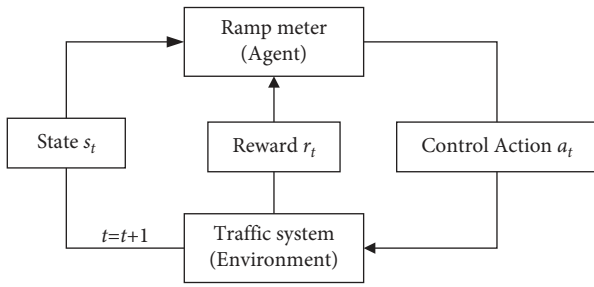 Ramp meter
(Agent)
State s_t
Reward r_t
Control Action a_t
t=t+1
Traffic system
(Environment)